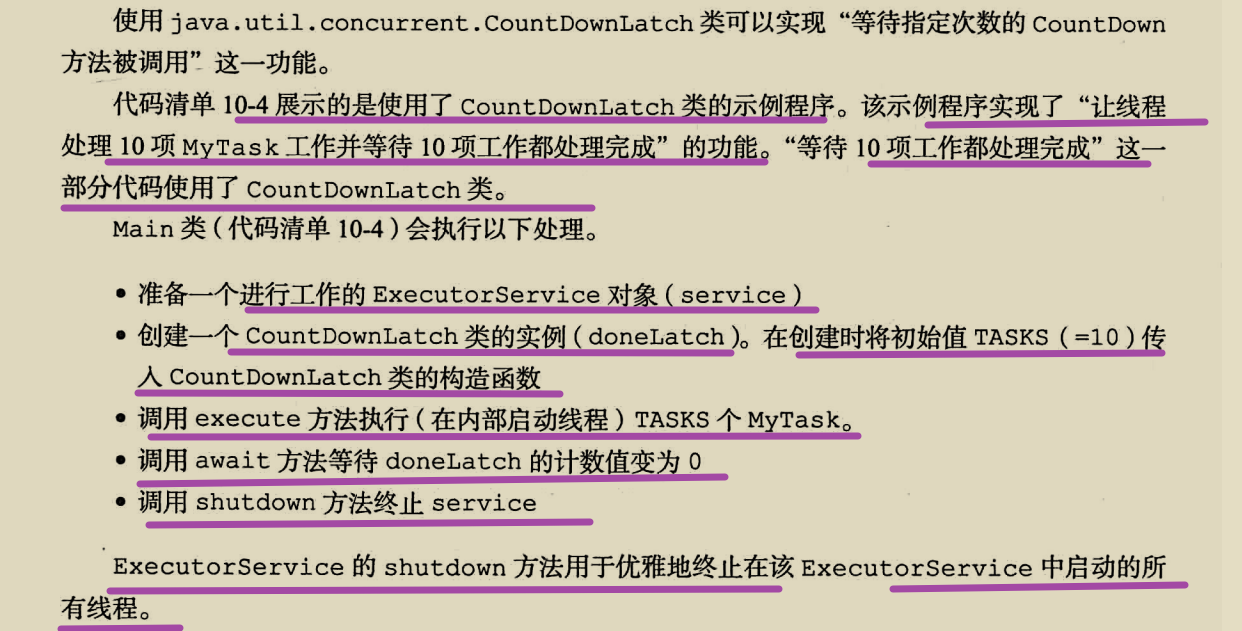 使用 java.util.concurrent.CountDownLatch 类可以实现“等待指定次数的 CountDown
方法被调用”这一功能。
代码清单 10-4 展示的是使用了 CountDownLatch 类的示例程序。该示例程序实现了“让线程
处理 10 项 MyTask 工作并等待 10 项工作都处理完成”的功能。“等待 10 项工作都处理完成”这一
部分代码使用了 CountDownLatch 类。
Main 类(代码清单 10-4)会执行以下处理。
• 准备一个进行工作的 ExecutorService 对象(service)
• 创建一个 CountDownLatch 类的实例(doneLatch)。在创建时将初始值 TASKS (=10)传
入 CountDownLatch 类的构造函数
• 调用 execute 方法执行(在内部启动线程)TASKS 个 MyTask。
• 调用 await 方法等待 doneLatch 的计数值变为 0
• 调用 shutdown 方法终止 service
ExecutorService 的 shutdown 方法用于优雅地终止在该 ExecutorService 中启动的所
有线程。